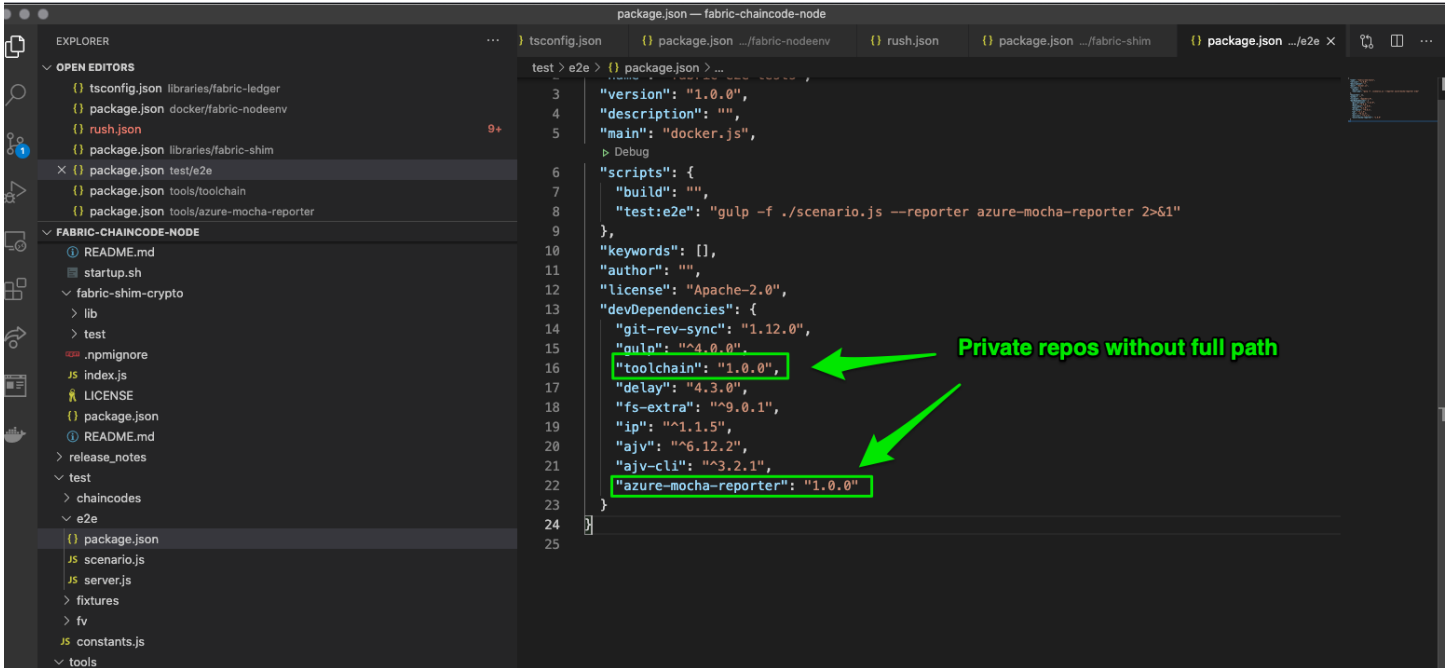 package.json — fabric-chaincode-node
EXPLORER
OPEN EDITORS
{} tsconfig.json libraries/fabric-ledger
{} package.json docker/fabric-nodeenv
{} rush.json 9+
{} package.json libraries/fabric-shim
{} package.json test/e2e
{} package.json tools/toolchain
{} package.json tools/azure-mocha-reporter
FABRIC-CHAINCODE-NODE
README.md
startup.sh
fabric-shim-crypto
lib
test
.npmignore
JS index.js
LICENSE
{} package.json
README.md
release_notes
test
chaincodes
e2e
{} package.json
JS scenario.js
JS server.js
fixtures
fv
JS constants.js
tools
1
} tsconfig.json {} package.json .../fabric-nodeenv {} rush.json {} package.json .../fabric-shim {} package.json .../e2e
test > e2e > {} package.json > ...
2 "name": "fabric-e2e-tests",
3 "version": "1.0.0",
4 "description": "",
5 "main": "docker.js",
Debug
6 "scripts": {
7 "build": "",
8 "test:e2e": "gulp -f ./scenario.js --reporter azure-mocha-reporter 2>&1"
9 },
10 "keywords": [],
11 "author": "",
12 "license": "Apache-2.0",
13 "devDependencies": {
14 "git-rev-sync": "1.12.0",
15 "gulp": "^4.0.0",
16 "toolchain": "1.0.0",
17 "delay": "4.3.0",
18 "fs-extra": "^9.0.1",
19 "ip": "^1.1.5",
20 "ajv": "^6.12.2",
21 "ajv-cli": "^3.2.1",
22 "azure-mocha-reporter": "1.0.0"
23 }
24 }
25
Private repos without full path